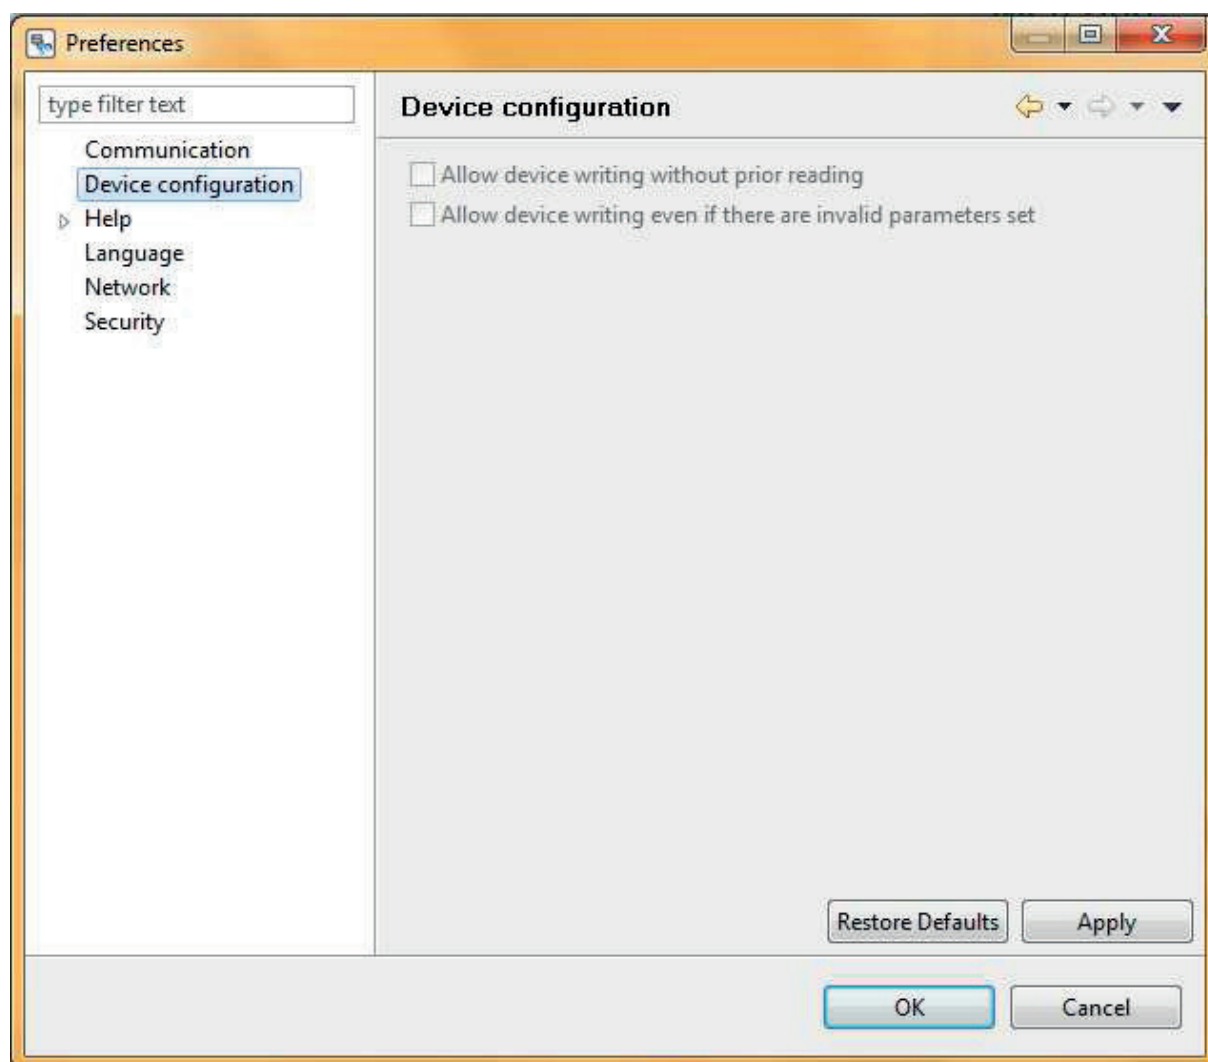 Preferences
type filter text
Communication
Device configuration
Help
Language
Network
Security
Device configuration
Allow device writing without prior reading
Allow device writing even if there are invalid parameters set
Restore Defaults
Apply
OK
Cancel